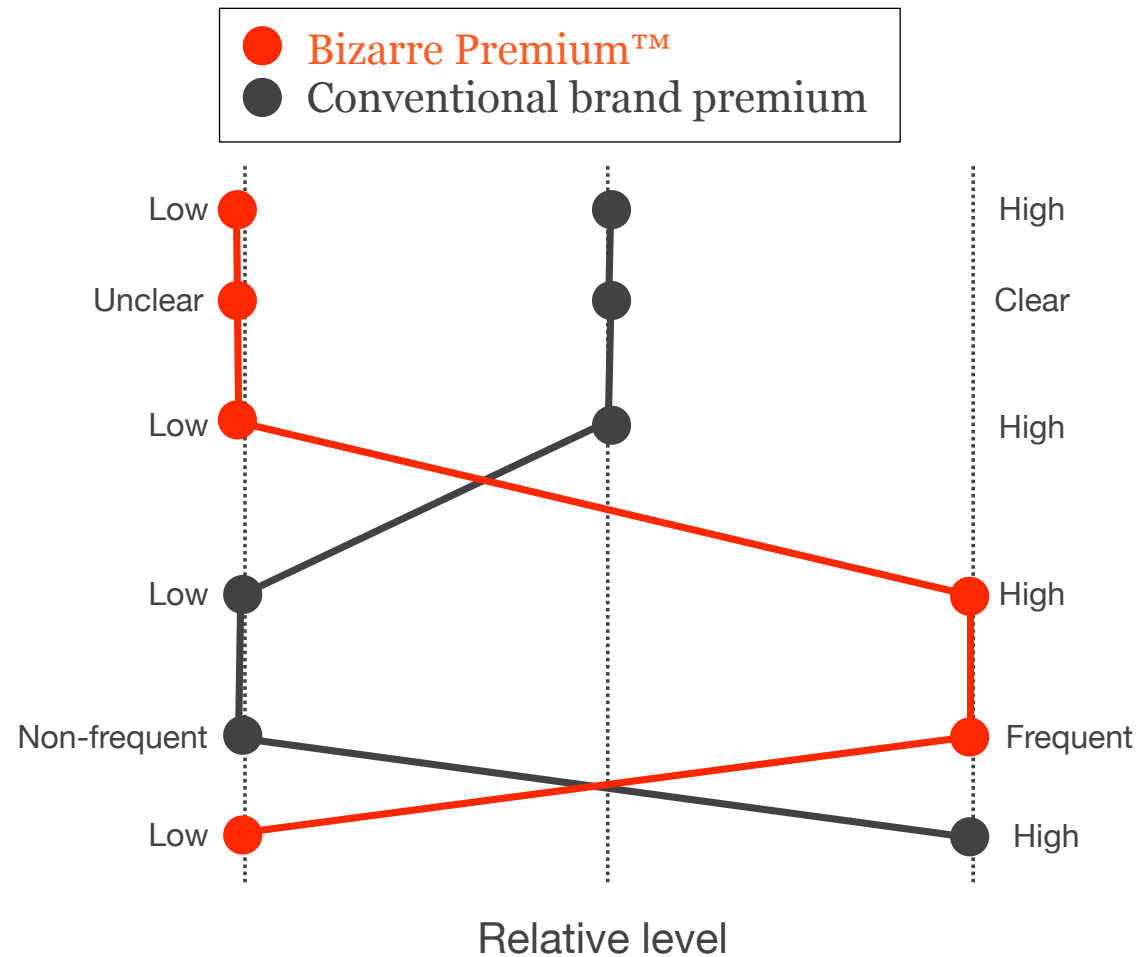 Bizarre Premium™
Conventional brand premium
Low High
Unclear Clear
Low High
Low High
Non-frequent Frequent
Low High
Relative level